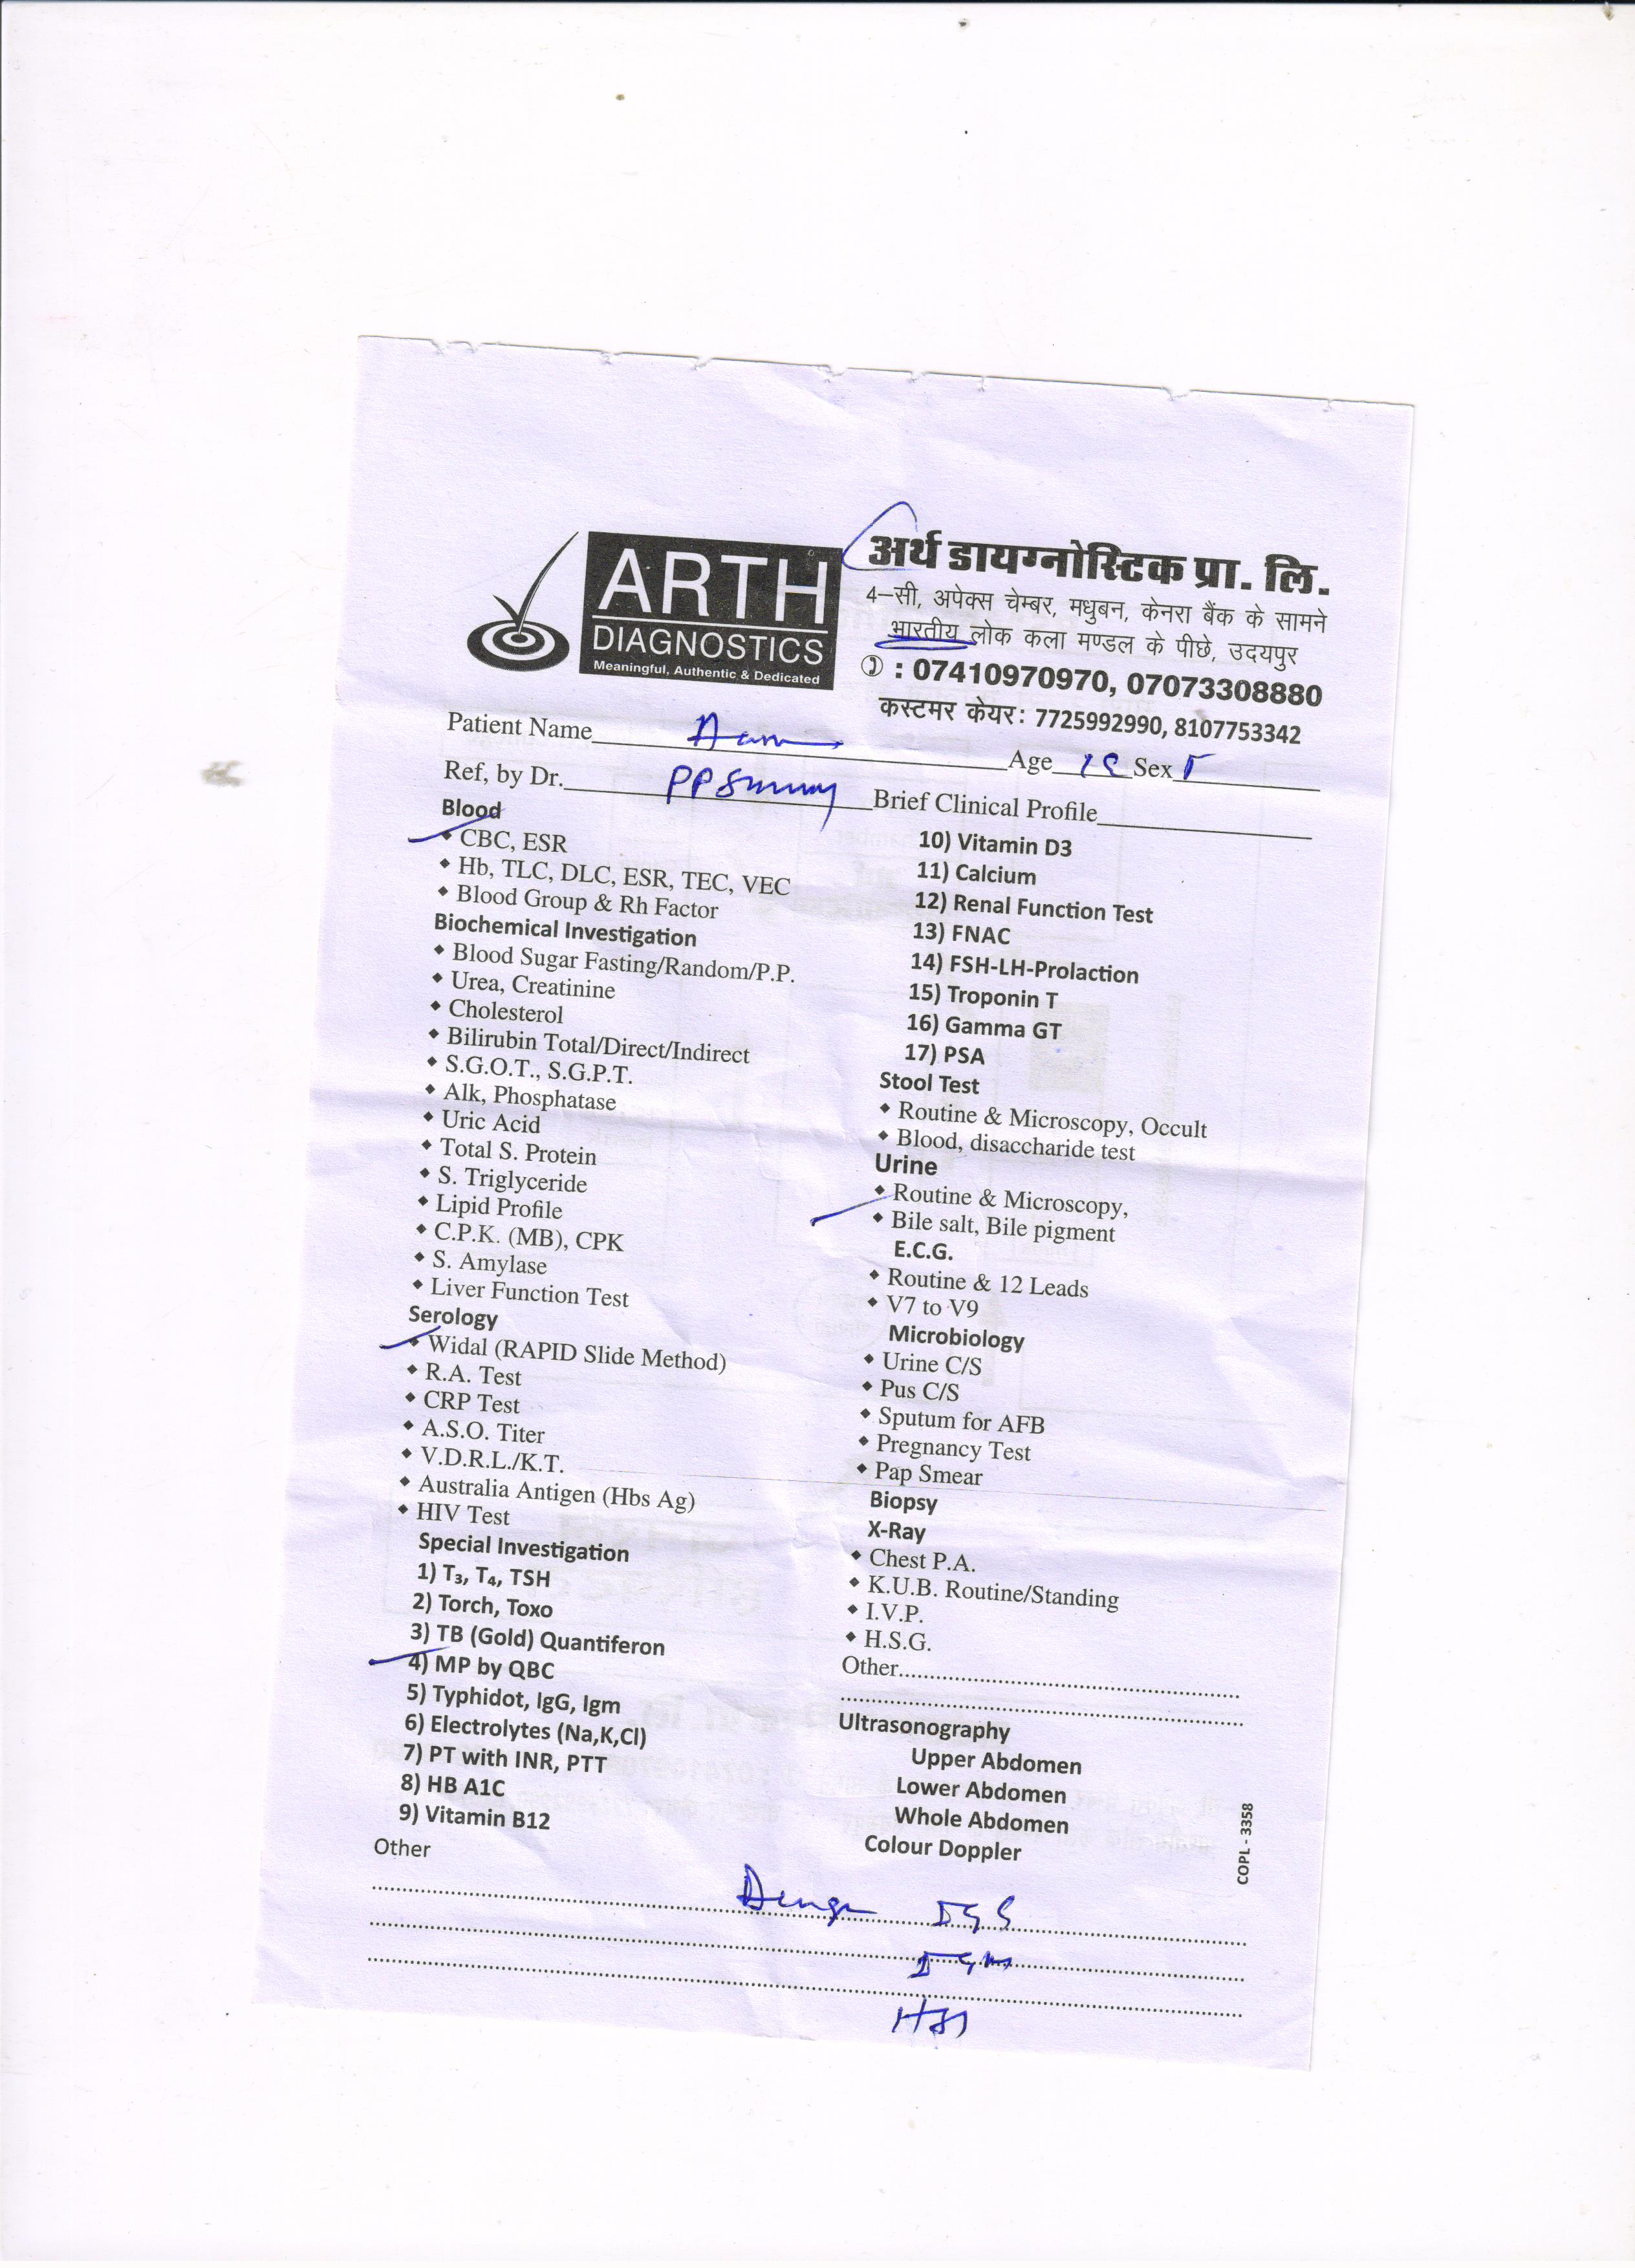 ARTH
DIAGNOSTICS
Meaningful, Authentic & Dedicated
अर्थ डायग्नोस्टिक प्रा. लि.
4–सी, अपेक्स चेम्बर, मधुबन, केनरा बैंक के सामने
भारतीय लोक कला मण्डल के पीछे, उदयपुर
: 07410970970, 07073308880
कस्टमर केयर: 7725992990, 8107753342
Patient Name Age Sex
Ref, by Dr. Brief Clinical Profile
Blood
CBC, ESR
Hb, TLC, DLC, ESR, TEC, VEC
Blood Group & Rh Factor
Biochemical Investigation
Blood Sugar Fasting/Random/P.P.
Urea, Creatinine
Cholesterol
Bilirubin Total/Direct/Indirect
S.G.O.T., S.G.P.T.
Alk, Phosphatase
Uric Acid
Total S. Protein
S. Triglyceride
Lipid Profile
C.P.K. (MB), CPK
S. Amylase
Liver Function Test
Serology
Widal (RAPID Slide Method)
R.A. Test
CRP Test
A.S.O. Titer
V.D.R.L./K.T.
Australia Antigen (Hbs Ag)
HIV Test
Special Investigation
1) T₃, T₄, TSH
2) Torch, Toxo
3) TB (Gold) Quantiferon
4) MP by QBC
5) Typhidot, IgG, Igm
6) Electrolytes (Na,K,Cl)
7) PT with INR, PTT
8) HB A1C
9) Vitamin B12
Other
10) Vitamin D3
11) Calcium
12) Renal Function Test
13) FNAC
14) FSH-LH-Prolaction
15) Troponin T
16) Gamma GT
17) PSA
Stool Test
Routine & Microscopy, Occult
Blood, disaccharide test
Urine
Routine & Microscopy,
Bile salt, Bile pigment
E.C.G.
Routine & 12 Leads
V7 to V9
Microbiology
Urine C/S
Pus C/S
Sputum for AFB
Pregnancy Test
Pap Smear
Biopsy
X-Ray
Chest P.A.
K.U.B. Routine/Standing
I.V.P.
H.S.G.
Other
Ultrasonography
Upper Abdomen
Lower Abdomen
Whole Abdomen
Colour Doppler
COPL - 3358
IgG
Igm